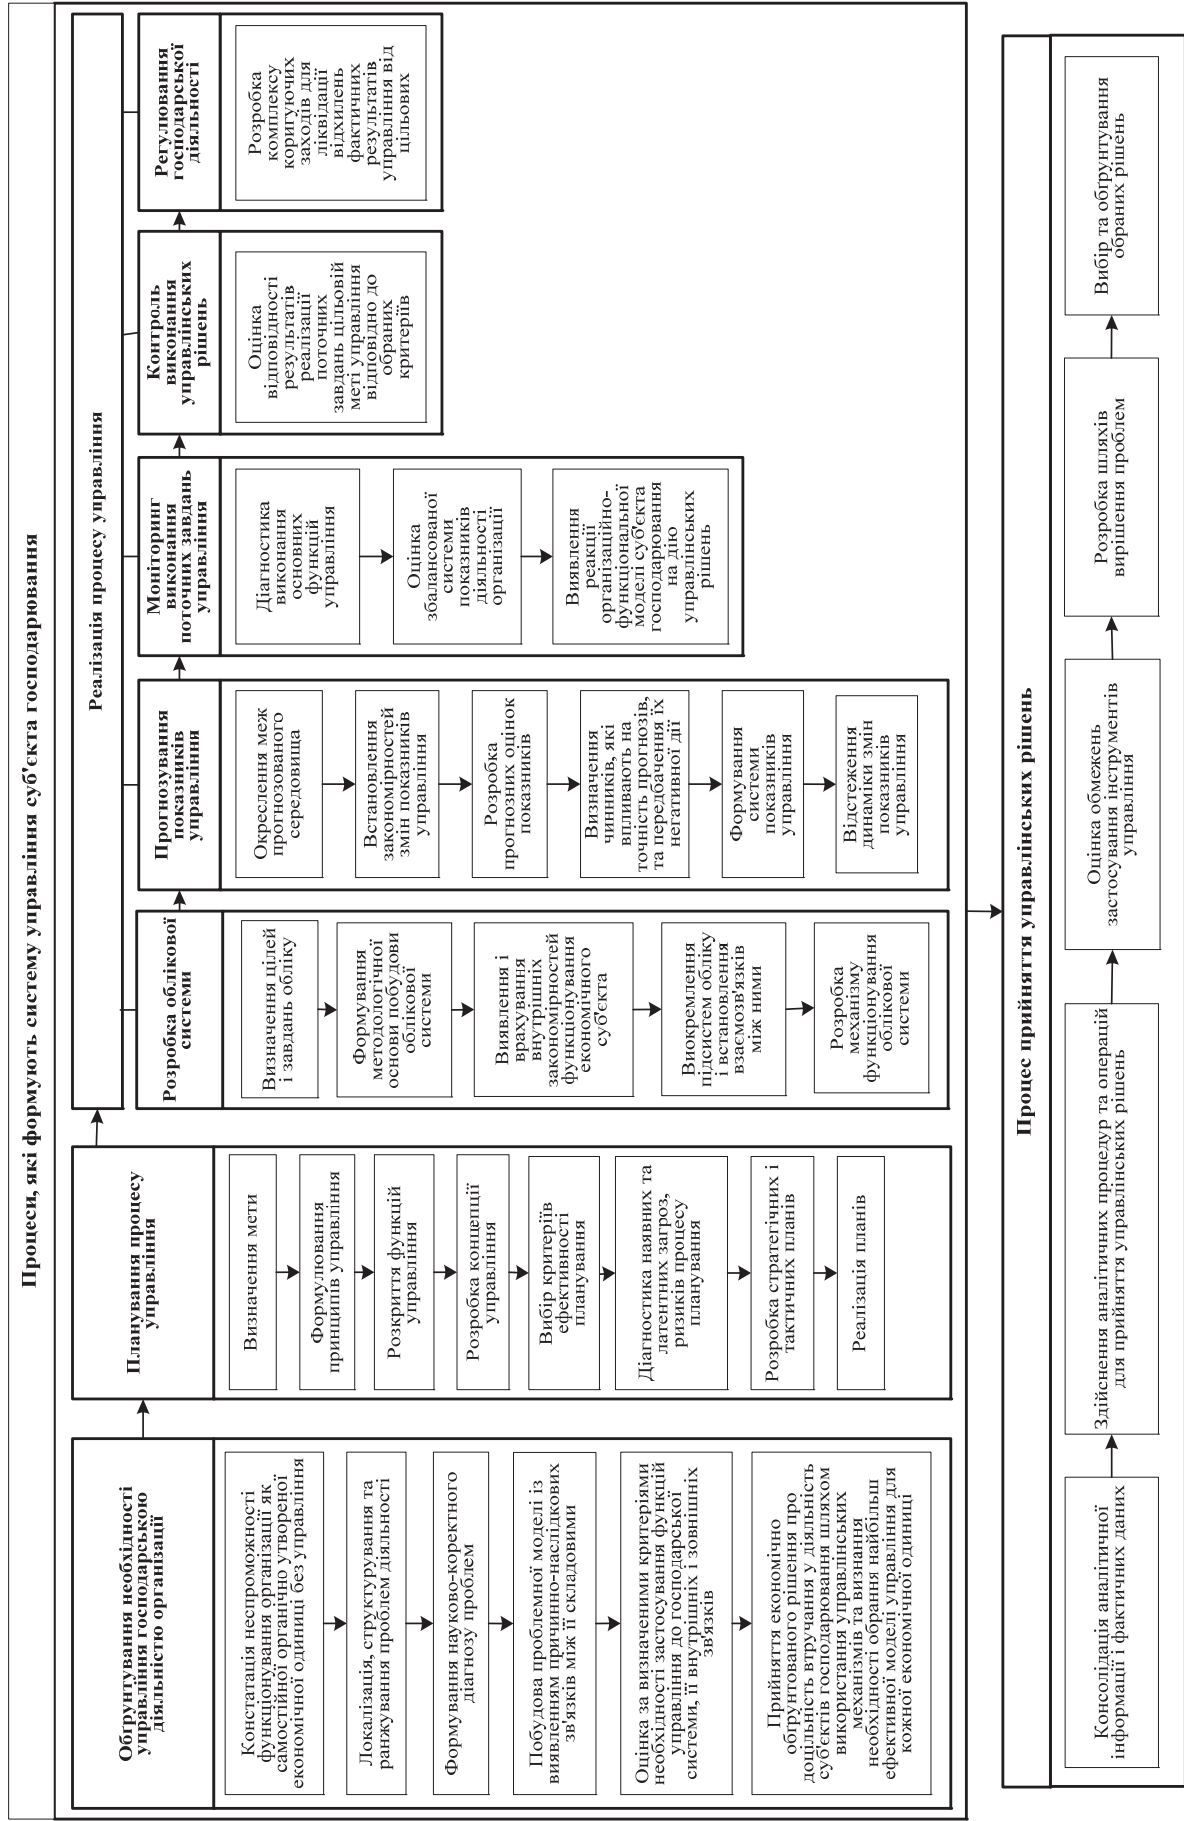 Процеси, які формують систему управління суб'єкта господарювання
Обґрунтування необхідності
управління господарською
діяльністю організації
Констатація неспроможності
функціонування організації як
самостійної органічно утвореної
економічної одиниці без управління
Локалізація, структурування та
ранжування проблем діяльності
Формування науково-коректного
діагнозу проблем
Побудова проблемної моделі із
виявленням причинно-наслідкових
зв'язків між її складовими
Оцінка за визначеними критеріями
необхідності застосування функцій
управління до господарської
системи, її внутрішніх і зовнішніх
зв'язків
Прийняття економічно
обґрунтованого рішення про
доцільність втручання у діяльність
суб'єктів господарювання шляхом
використання управлінських
механізмів та визнання
необхідності обрання найбільш
ефективної моделі управління для
кожної економічної одиниці
Планування процесу
управління
Визначення мети
Формулювання
принципів управління
Розкриття функцій
управління
Розробка концепції
управління
Вибір критеріїв
ефективності
планування
Діагностика наявних та
латентних загроз,
ризиків процесу
планування
Розробка стратегічних і
тактичних планів
Реалізація планів
Реалізація процесу управління
Розробка облікової
системи
Визначення цілей
і завдань обліку
Формування
методологічної
основи побудови
облікової
системи
Виявлення і
врахування
внутрішніх
закономірностей
функціонування
економічного
суб'єкта
Виокремлення
підсистем обліку
і встановлення
взаємозв'язків
між ними
Розробка
механізму
функціонування
облікової
системи
Прогнозування
показників
управління
Окреслення меж
прогнозованого
середовища
Встановлення
закономірностей
змін показників
управління
Розробка
прогнозних оцінок
показників
Визначення
чинників, які
впливають на
точність прогнозів,
та передбачення їх
негативної дії
Формування
системи
показників
управління
Відстеження
динаміки змін
показників
управління
Моніторинг
виконання
поточних завдань
управління
Діагностика
виконання
основних
функцій
управління
Оцінка
збалансованої
системи
показників
діяльності
організації
Виявлення
реакції
організаційно-
функціональної
моделі суб'єкта
господарювання
на дію
управлінських
рішень
Контроль
виконання
управлінських
рішень
Оцінка
відповідності
результатів
реалізації
поточних
завдань цільовій
меті управління
відповідно до
обраних
критеріїв
Регулювання
господарської
діяльності
Розробка
комплексу
коригуючих
заходів для
ліквідації
відхилень
фактичних
результатів
управління від
цільових
Процес прийняття управлінських рішень
Консолідація аналітичної
інформації і фактичних даних
Здійснення аналітичних процедур та операцій
для прийняття управлінських рішень
Оцінка обмежень
застосування інструментів
управління
Розробка шляхів
вирішення проблем
Вибір та обґрунтування
обраних рішень